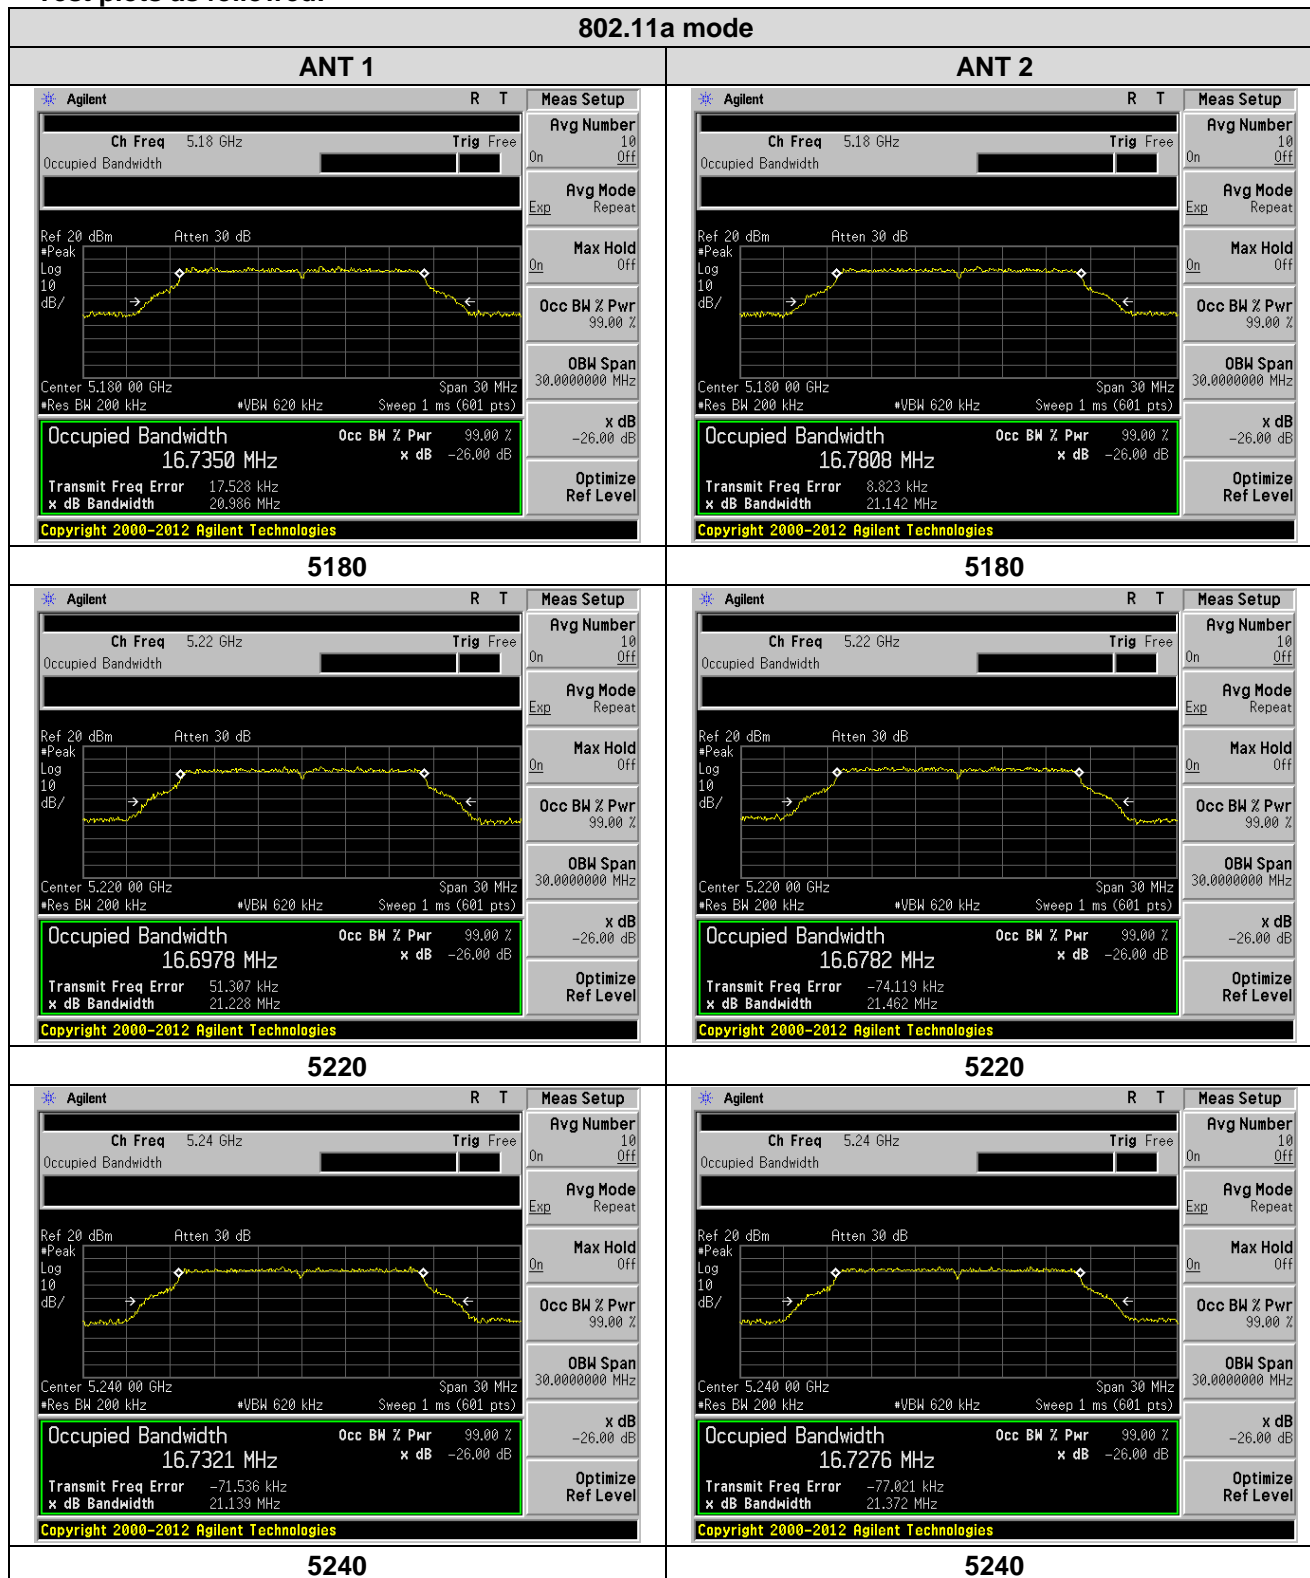 802.11a mode
ANT 1
ANT 2
Agilent R T Meas Setup
Ch Freq 5.18 GHz Trig Free
Occupied Bandwidth
Ref 20 dBm Atten 30 dB
#Peak
Log
10
dB/
Center 5.180 00 GHz Span 30 MHz
#Res BW 200 kHz #VBW 620 kHz Sweep 1 ms (601 pts)
Occupied Bandwidth Occ BW % Pwr 99.00 %
16.7350 MHz x dB -26.00 dB
Transmit Freq Error 17.528 kHz
x dB Bandwidth 20.986 MHz
Copyright 2000-2012 Agilent Technologies
Avg Number
10
On Off
Avg Mode
Exp Repeat
Max Hold
On Off
Occ BW % Pwr
99.00 %
OBW Span
30.0000000 MHz
x dB
-26.00 dB
Optimize
Ref Level
Agilent R T Meas Setup
Ch Freq 5.18 GHz Trig Free
Occupied Bandwidth
Ref 20 dBm Atten 30 dB
#Peak
Log
10
dB/
Center 5.180 00 GHz Span 30 MHz
#Res BW 200 kHz #VBW 620 kHz Sweep 1 ms (601 pts)
Occupied Bandwidth Occ BW % Pwr 99.00 %
16.7808 MHz x dB -26.00 dB
Transmit Freq Error 8.823 kHz
x dB Bandwidth 21.142 MHz
Copyright 2000-2012 Agilent Technologies
Avg Number
10
On Off
Avg Mode
Exp Repeat
Max Hold
On Off
Occ BW % Pwr
99.00 %
OBW Span
30.0000000 MHz
x dB
-26.00 dB
Optimize
Ref Level
5180
5180
Agilent R T Meas Setup
Ch Freq 5.22 GHz Trig Free
Occupied Bandwidth
Ref 20 dBm Atten 30 dB
#Peak
Log
10
dB/
Center 5.220 00 GHz Span 30 MHz
#Res BW 200 kHz #VBW 620 kHz Sweep 1 ms (601 pts)
Occupied Bandwidth Occ BW % Pwr 99.00 %
16.6978 MHz x dB -26.00 dB
Transmit Freq Error 51.307 kHz
x dB Bandwidth 21.228 MHz
Copyright 2000-2012 Agilent Technologies
Avg Number
10
On Off
Avg Mode
Exp Repeat
Max Hold
On Off
Occ BW % Pwr
99.00 %
OBW Span
30.0000000 MHz
x dB
-26.00 dB
Optimize
Ref Level
Agilent R T Meas Setup
Ch Freq 5.22 GHz Trig Free
Occupied Bandwidth
Ref 20 dBm Atten 30 dB
#Peak
Log
10
dB/
Center 5.220 00 GHz Span 30 MHz
#Res BW 200 kHz #VBW 620 kHz Sweep 1 ms (601 pts)
Occupied Bandwidth Occ BW % Pwr 99.00 %
16.6782 MHz x dB -26.00 dB
Transmit Freq Error -74.119 kHz
x dB Bandwidth 21.462 MHz
Copyright 2000-2012 Agilent Technologies
Avg Number
10
On Off
Avg Mode
Exp Repeat
Max Hold
On Off
Occ BW % Pwr
99.00 %
OBW Span
30.0000000 MHz
x dB
-26.00 dB
Optimize
Ref Level
5220
5220
Agilent R T Meas Setup
Ch Freq 5.24 GHz Trig Free
Occupied Bandwidth
Ref 20 dBm Atten 30 dB
#Peak
Log
10
dB/
Center 5.240 00 GHz Span 30 MHz
#Res BW 200 kHz #VBW 620 kHz Sweep 1 ms (601 pts)
Occupied Bandwidth Occ BW % Pwr 99.00 %
16.7321 MHz x dB -26.00 dB
Transmit Freq Error -71.536 kHz
x dB Bandwidth 21.139 MHz
Copyright 2000-2012 Agilent Technologies
Avg Number
10
On Off
Avg Mode
Exp Repeat
Max Hold
On Off
Occ BW % Pwr
99.00 %
OBW Span
30.0000000 MHz
x dB
-26.00 dB
Optimize
Ref Level
Agilent R T Meas Setup
Ch Freq 5.24 GHz Trig Free
Occupied Bandwidth
Ref 20 dBm Atten 30 dB
#Peak
Log
10
dB/
Center 5.240 00 GHz Span 30 MHz
#Res BW 200 kHz #VBW 620 kHz Sweep 1 ms (601 pts)
Occupied Bandwidth Occ BW % Pwr 99.00 %
16.7276 MHz x dB -26.00 dB
Transmit Freq Error -77.021 kHz
x dB Bandwidth 21.372 MHz
Copyright 2000-2012 Agilent Technologies
Avg Number
10
On Off
Avg Mode
Exp Repeat
Max Hold
On Off
Occ BW % Pwr
99.00 %
OBW Span
30.0000000 MHz
x dB
-26.00 dB
Optimize
Ref Level
5240
5240